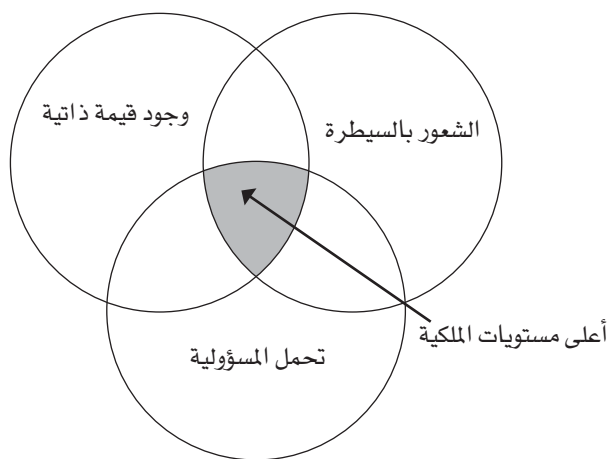 وجود قيمة ذاتية
الشعور بالسيطرة
أعلى مستويات الملكية
تحمل المسؤولية